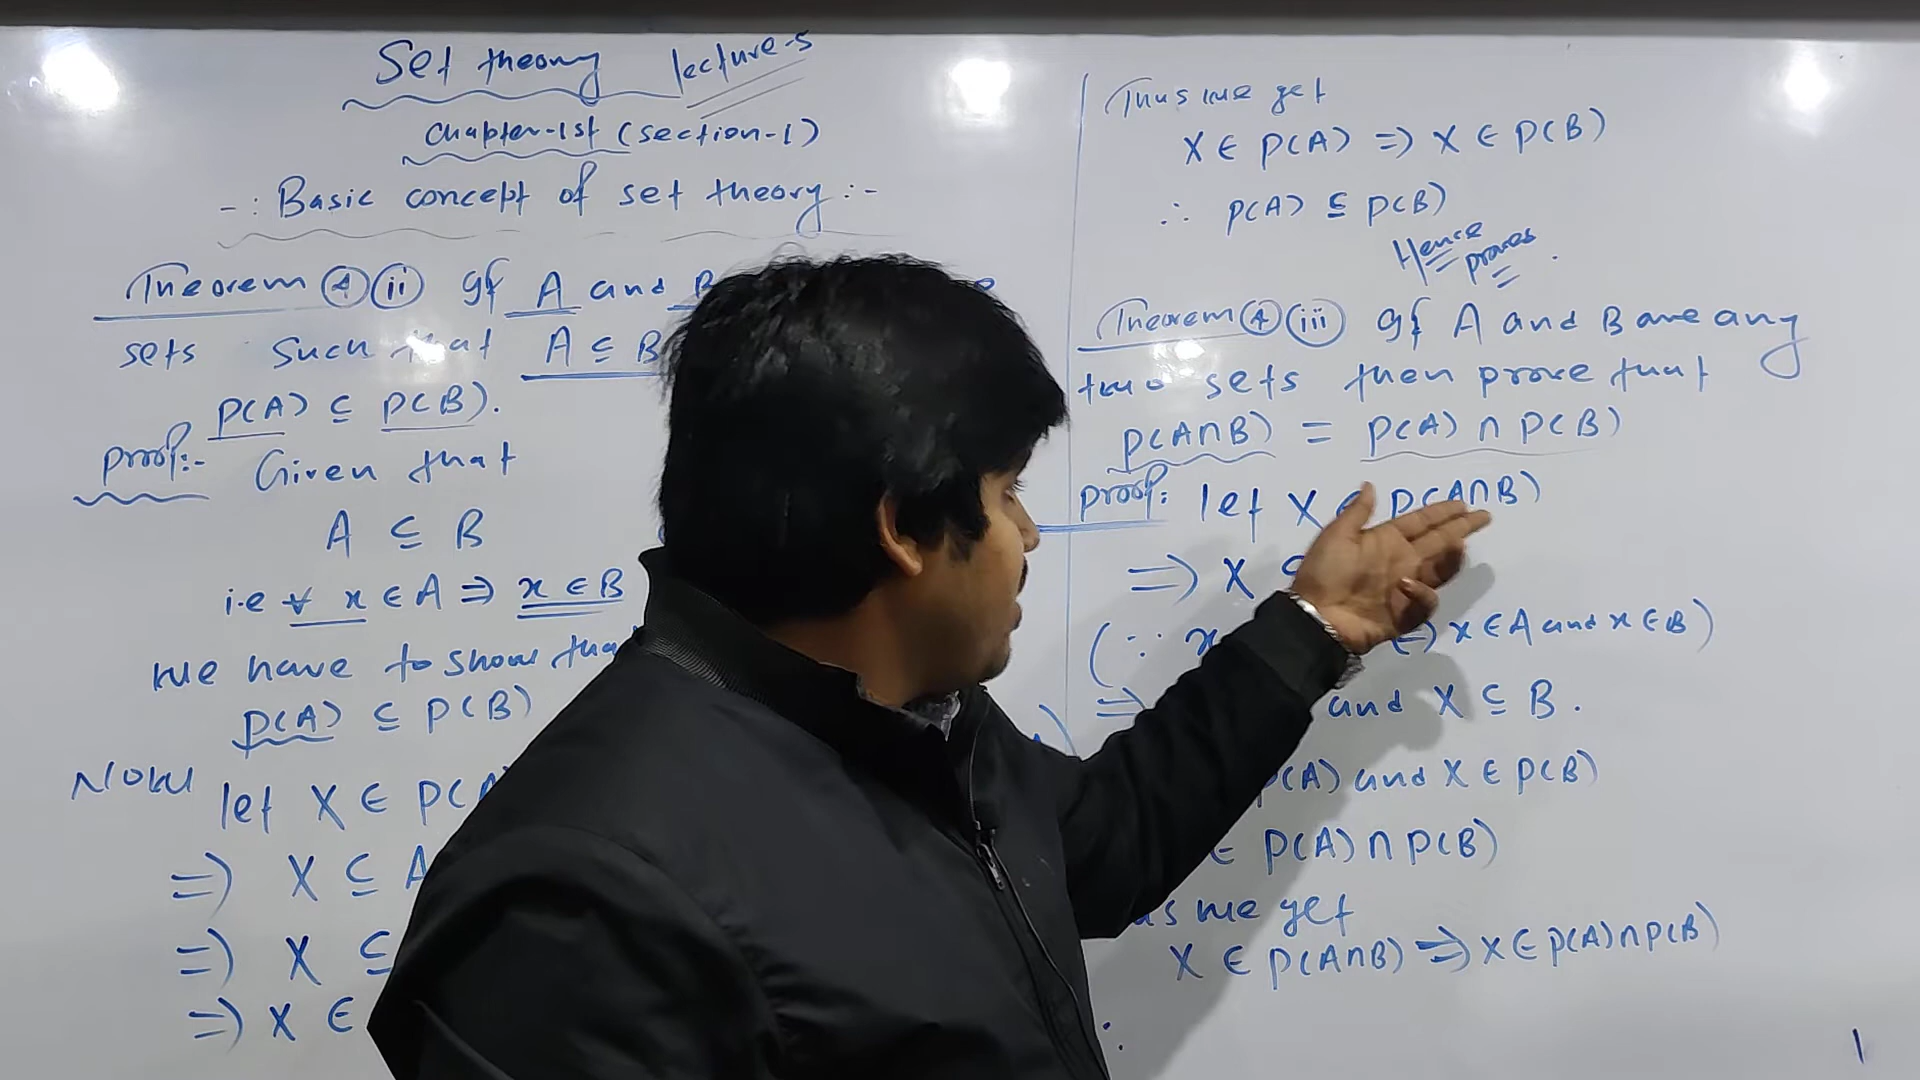 Set theory lecture-5
Chapter-1st (section-1)
-: Basic concept of set theory :-
Theorem ④ ⅱ If A and B
sets such that A ⊆ B
P(A) ⊆ P(B).
Proof:- Given that
A ⊆ B
i.e ∀ x ∈ A ⇒ x ∈ B
we have to show that
P(A) ⊆ P(B)
Now let X ∈ P(A)
⇒ X ⊆ A
⇒ X ⊆
⇒ X ∈
Thus we get
X ∈ P(A) ⇒ X ∈ P(B)
∴ P(A) ⊆ P(B)
Hence proves.
Theorem ④ ⅲ If A and B are any
two sets then prove that
P(A∩B) = P(A) ∩ P(B)
Proof: let X ∈ P(A∩B)
⇒ X ⊆
(∵ x ⇒ x ∈ A and x ∈ B)
⇒ and X ⊆ B.
P(A) and X ∈ P(B)
∈ P(A) ∩ P(B)
us we get
X ∈ P(A∩B) ⇒ X ∈ P(A)∩P(B)
∴